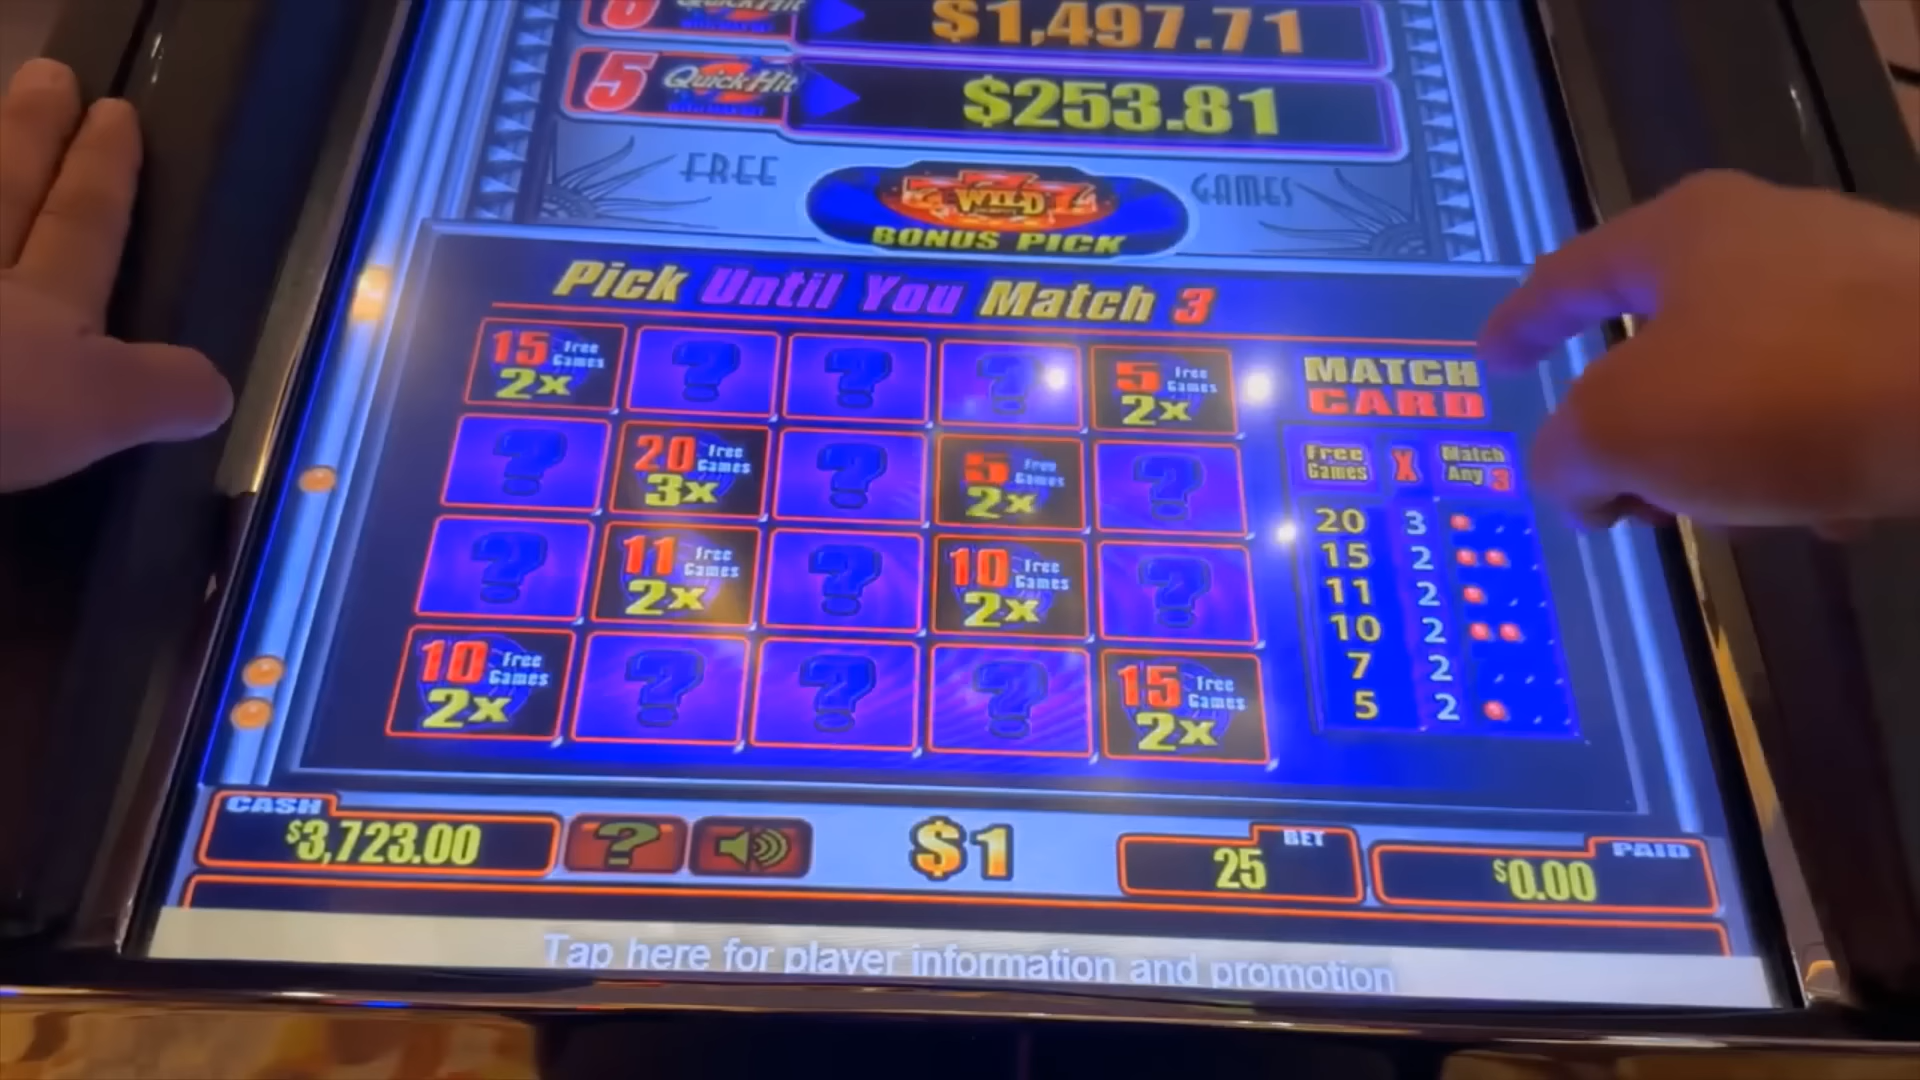 6 Quick Hit $1,497.71
5 Quick Hit $253.81
FREE GAMES
777
WILD
BONUS PICK
Pick Until You Match 3
15 Free Games 2x
?
?
?
5 Free Games 2x
?
20 Free Games 3x
?
5 Free Games 2x
?
?
11 Free Games 2x
?
10 Free Games 2x
?
10 Free Games 2x
?
?
?
15 Free Games 2x
MATCH
CARD
Free Games X Match Any 3
20 3
15 2
11 2
10 2
7 2
5 2
CASH
$3,723.00
?
$1
BET
25
PAID
$0.00
Tap here for player information and promotion